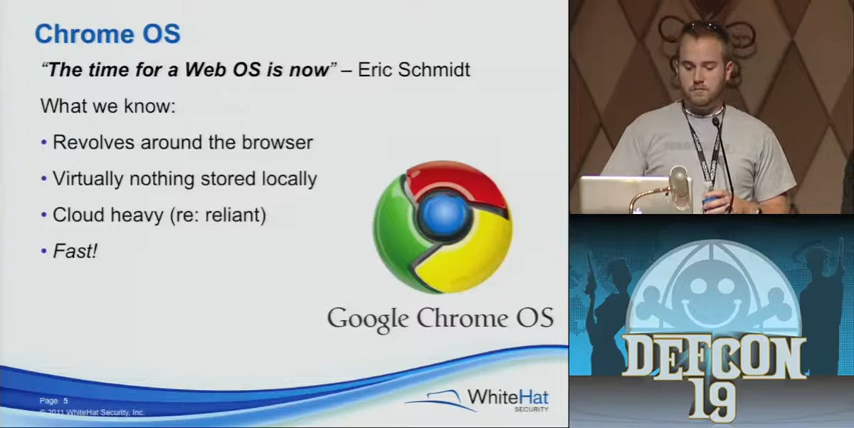 Chrome OS
“The time for a Web OS is now” – Eric Schmidt
What we know:
• Revolves around the browser
• Virtually nothing stored locally
• Cloud heavy (re: reliant)
• Fast!
Google Chrome OS
Page 5
© 2011 WhiteHat Security, Inc.
WhiteHat
SECURITY
DEFCON
19